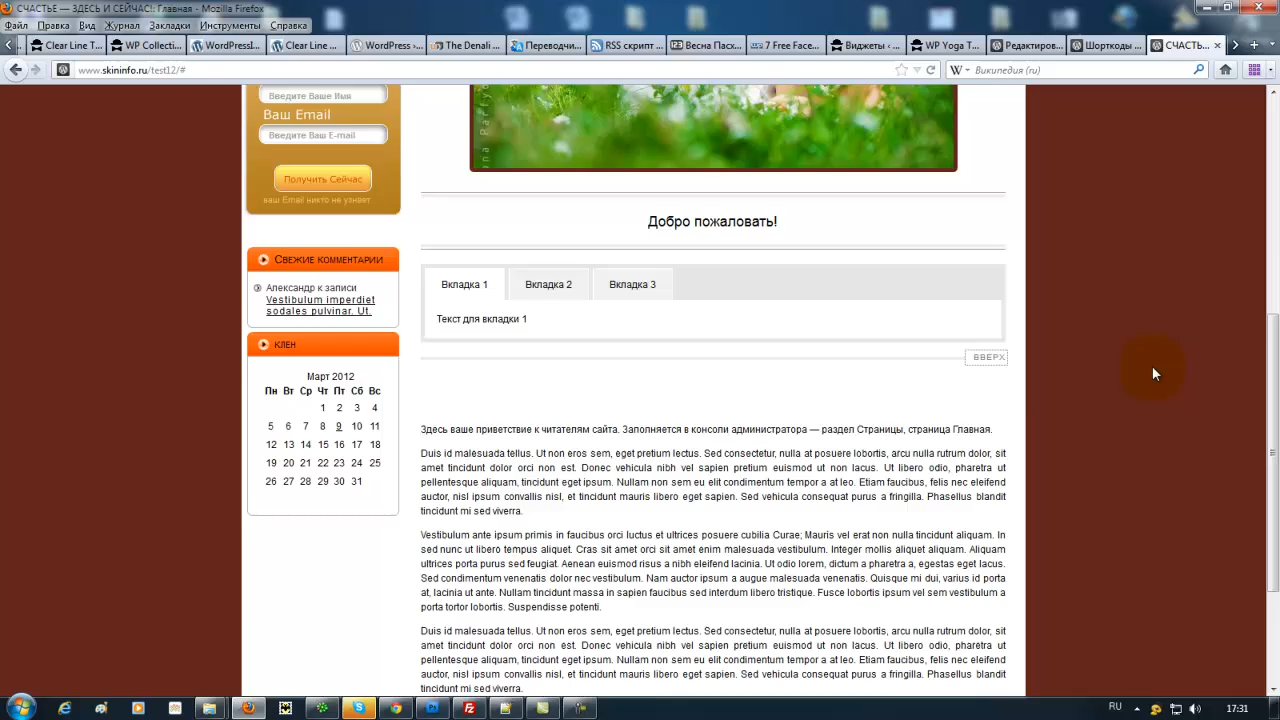 СЧАСТЬЕ — ЗДЕСЬ И СЕЙЧАС!: Главная - Mozilla Firefox
Файл Правка Вид Журнал Закладки Инструменты Справка
Clear Line T... WP Collecti... WordPress|... Clear Line ... WordPress »... The Denali ... Переводчи... RSS скрипт ... Весна Пасх... 7 Free Face... Виджеты ‹ ... WP Yoga T... Редактиров... Шорткоды ... СЧАСТЬ...
www.skininfo.ru/test12/#
Википедия (ru)
Введите Ваше Имя
Ваш Email
Введите Ваш E-mail
Получить Сейчас
ваш Email никто не узнает
Добро пожаловать!
Свежие комментарии
Александр к записи
Vestibulum imperdiet
sodales pulvinar. Ut.
клен
Март 2012
Пн Вт Ср Чт Пт Сб Вс
1 2 3 4
5 6 7 8 9 10 11
12 13 14 15 16 17 18
19 20 21 22 23 24 25
26 27 28 29 30 31
Вкладка 1 Вкладка 2 Вкладка 3
Текст для вкладки 1
ВВЕРХ
Здесь ваше приветствие к читателям сайта. Заполняется в консоли администратора — раздел Страницы, страница Главная.
Duis id malesuada tellus. Ut non eros sem, eget pretium lectus. Sed consectetur, nulla at posuere lobortis, arcu nulla rutrum dolor, sit
amet tincidunt dolor orci non est. Donec vehicula nibh vel sapien pretium euismod ut non lacus. Ut libero odio, pharetra ut
pellentesque aliquam, tincidunt eget ipsum. Nullam non sem eu elit condimentum tempor a at leo. Etiam faucibus, felis nec eleifend
auctor, nisl ipsum convallis nisl, et tincidunt mauris libero eget sapien. Sed vehicula consequat purus a fringilla. Phasellus blandit
tincidunt mi sed viverra.
Vestibulum ante ipsum primis in faucibus orci luctus et ultrices posuere cubilia Curae; Mauris vel erat non nulla tincidunt aliquam. In
sed nunc ut libero tempus aliquet. Cras sit amet orci sit amet enim malesuada vestibulum. Integer mollis aliquet aliquam. Aliquam
ultrices porta purus sed feugiat. Aenean euismod risus a nibh eleifend lacinia. Ut odio lorem, dictum a pharetra a, egestas eget lacus.
Sed condimentum venenatis dolor nec vestibulum. Nam auctor ipsum a augue malesuada venenatis. Quisque mi dui, varius id porta
at, lacinia ut ante. Nullam tincidunt massa in sapien faucibus sed interdum libero tristique. Fusce lobortis ipsum vel sem vestibulum a
porta tortor lobortis. Suspendisse potenti.
Duis id malesuada tellus. Ut non eros sem, eget pretium lectus. Sed consectetur, nulla at posuere lobortis, arcu nulla rutrum dolor, sit
amet tincidunt dolor orci non est. Donec vehicula nibh vel sapien pretium euismod ut non lacus. Ut libero odio, pharetra ut
pellentesque aliquam, tincidunt eget ipsum. Nullam non sem eu elit condimentum tempor a at leo. Etiam faucibus, felis nec eleifend
auctor, nisl ipsum convallis nisl, et tincidunt mauris libero eget sapien. Sed vehicula consequat purus a fringilla. Phasellus blandit
tincidunt mi sed viverra.
RU 17:31